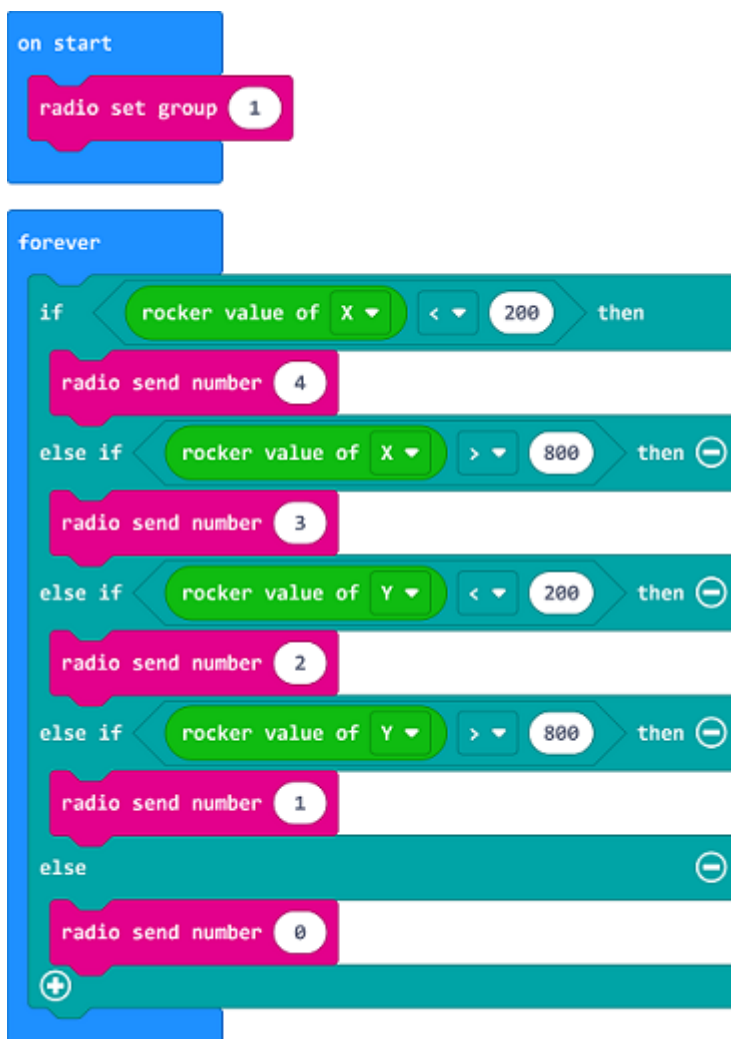 on start
radio set group 1
forever
if rocker value of X < 200 then
radio send number 4
else if rocker value of X > 800 then
radio send number 3
else if rocker value of Y < 200 then
radio send number 2
else if rocker value of Y > 800 then
radio send number 1
else
radio send number 0